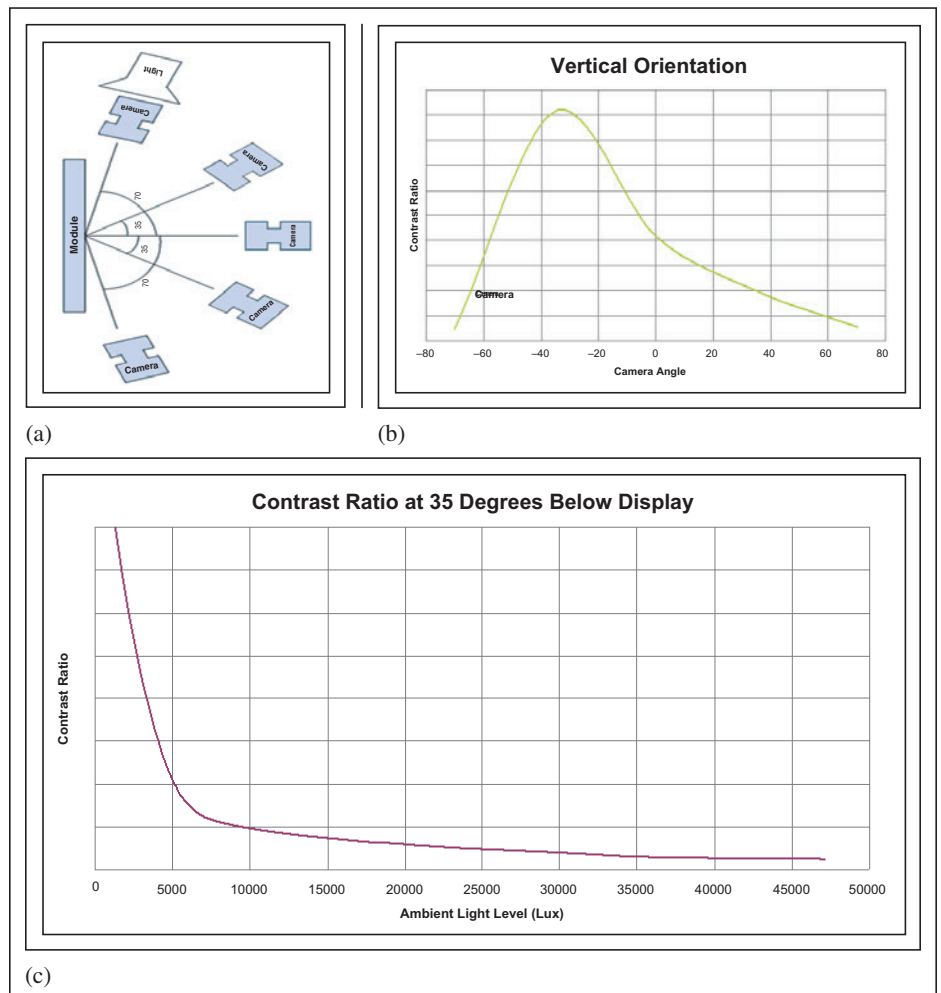 Light
Camera
Camera
Module
70
35
Camera
35
70
Camera
Camera
(a)
Vertical Orientation
Contrast Ratio
Camera
–80 –60 –40 –20 0 20 40 60 80
Camera Angle
(b)
Contrast Ratio at 35 Degrees Below Display
Contrast Ratio
0 5000 10000 15000 20000 25000 30000 35000 40000 45000 50000
Ambient Light Level (Lux)
(c)